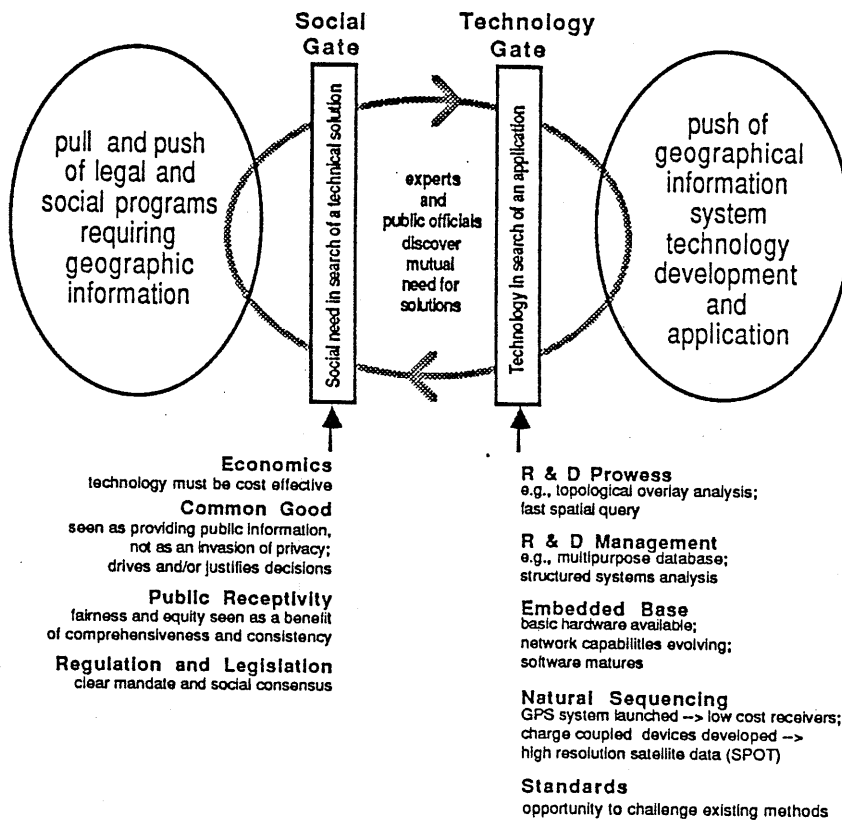 Social
Gate
Technology
Gate
pull and push
of legal and
social programs
requiring
geographic
information
Social need in search of a technical solution
experts
and
public officials
discover
mutual
need for
solutions
Technology in search of an application
push of
geographical
information
system
technology
development
and
application
Economics
technology must be cost effective
Common Good
seen as providing public information,
not as an invasion of privacy;
drives and/or justifies decisions
Public Receptivity
fairness and equity seen as a benefit
of comprehensiveness and consistency
Regulation and Legislation
clear mandate and social consensus
R & D Prowess
e.g., topological overlay analysis;
fast spatial query
R & D Management
e.g., multipurpose database;
structured systems analysis
Embedded Base
basic hardware available;
network capabilities evolving;
software matures
Natural Sequencing
GPS system launched --> low cost receivers;
charge coupled devices developed -->
high resolution satellite data (SPOT)
Standards
opportunity to challenge existing methods